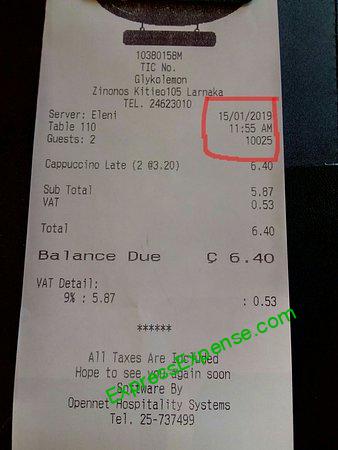 10380158M
TIC No.
Glykolemon
Zinonos Kitieo105 Larnaka
TEL. 24623010
Server: Eleni 15/01/2019
Table 110 11:55 AM
Guests: 2 10025
Cappucino Late (2 @3.20) 6.40
Sub Total 5.87
VAT 0.53
Total 6.40
Balance Due Ç 6.40
VAT Detail:
9% : 5.87 : 0.53
******
All Taxes Are Included
Hope to see you again soon
Software By
Opennet Hospitality Systems
Tel. 25-737499
ExpressExpense.com